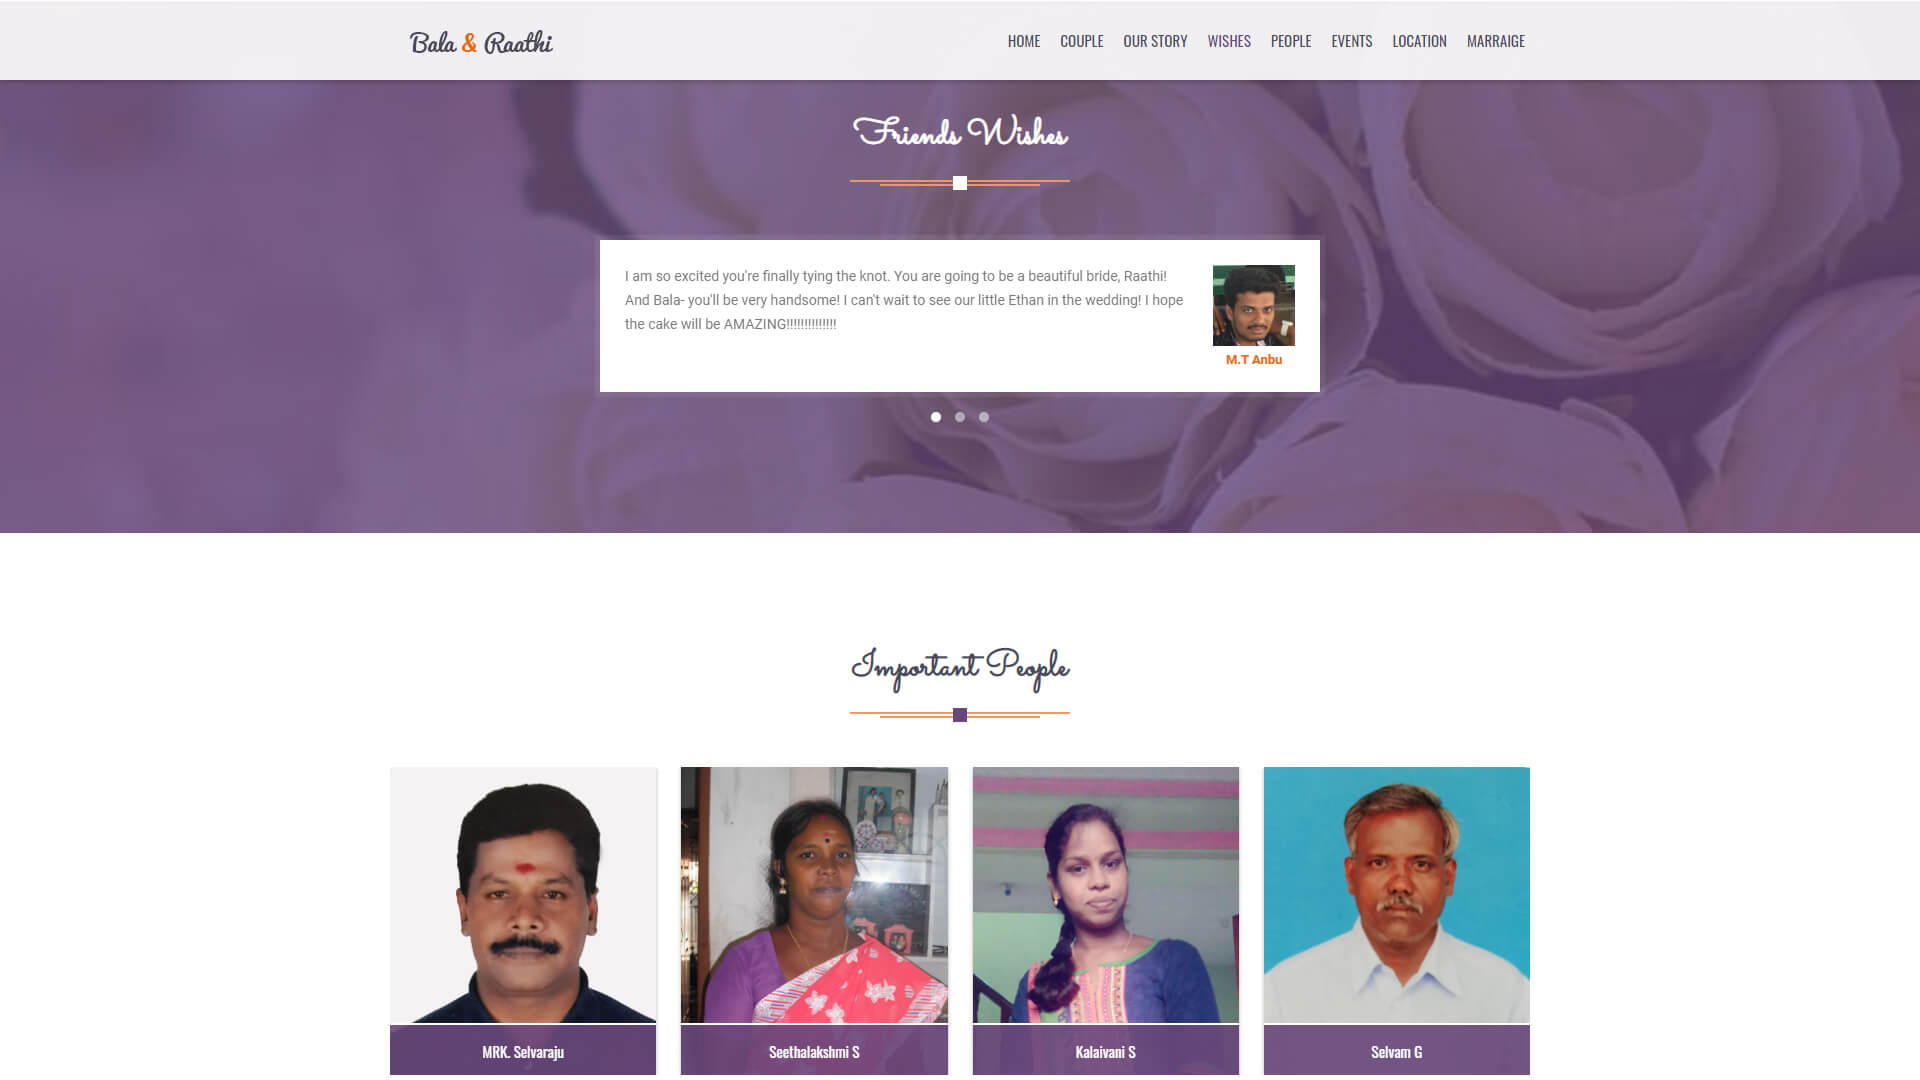 Bala & Raathi
HOME COUPLE OUR STORY WISHES PEOPLE EVENTS LOCATION MARRAIGE
Friends Wishes
I am so excited you're finally tying the knot. You are going to be a beautiful bride, Raathi!
And Bala- you'll be very handsome! I can't wait to see our little Ethan in the wedding! I hope
the cake will be AMAZING!!!!!!!!!!!!!!
M.T Anbu
Important People
MRK. Selvaraju
Seethalakshmi S
Kalaivani S
Selvam G